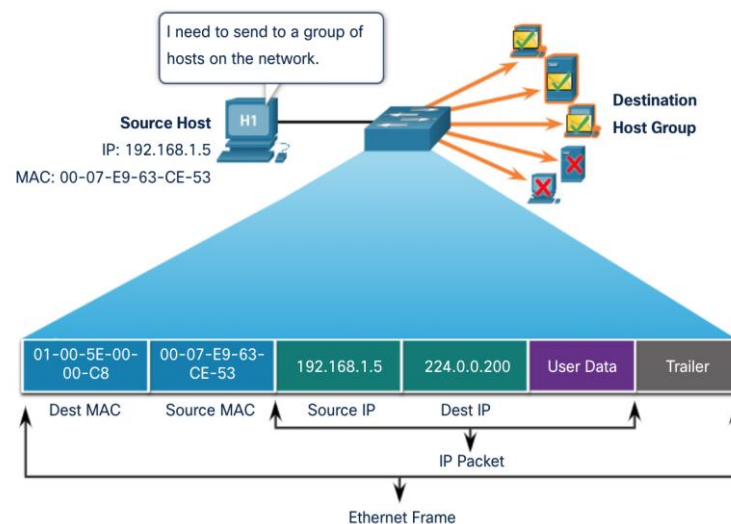 I need to send to a group of
hosts on the network.
H1
Source Host
IP: 192.168.1.5
MAC: 00-07-E9-63-CE-53
Destination
Host Group
01-00-5E-00-
00-C8
00-07-E9-63-
CE-53
192.168.1.5
224.0.0.200
User Data
Trailer
Dest MAC
Source MAC
Source IP
Dest IP
IP Packet
Ethernet Frame